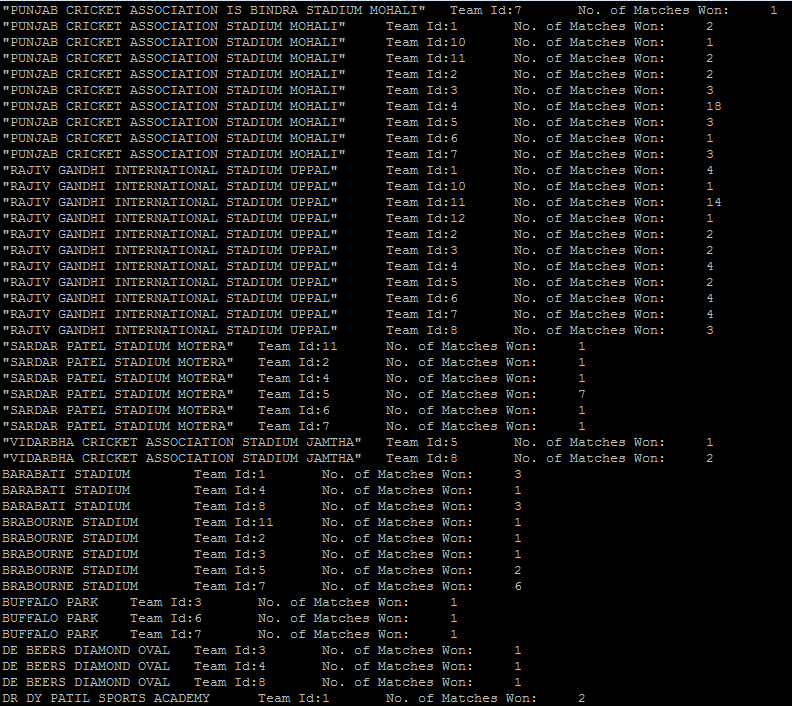 "PUNJAB CRICKET ASSOCIATION IS BINDRA STADIUM MOHALI" Team Id:7 No. of Matches Won: 1
"PUNJAB CRICKET ASSOCIATION STADIUM MOHALI" Team Id:1 No. of Matches Won: 2
"PUNJAB CRICKET ASSOCIATION STADIUM MOHALI" Team Id:10 No. of Matches Won: 1
"PUNJAB CRICKET ASSOCIATION STADIUM MOHALI" Team Id:11 No. of Matches Won: 2
"PUNJAB CRICKET ASSOCIATION STADIUM MOHALI" Team Id:2 No. of Matches Won: 2
"PUNJAB CRICKET ASSOCIATION STADIUM MOHALI" Team Id:3 No. of Matches Won: 3
"PUNJAB CRICKET ASSOCIATION STADIUM MOHALI" Team Id:4 No. of Matches Won: 18
"PUNJAB CRICKET ASSOCIATION STADIUM MOHALI" Team Id:5 No. of Matches Won: 3
"PUNJAB CRICKET ASSOCIATION STADIUM MOHALI" Team Id:6 No. of Matches Won: 1
"PUNJAB CRICKET ASSOCIATION STADIUM MOHALI" Team Id:7 No. of Matches Won: 3
"RAJIV GANDHI INTERNATIONAL STADIUM UPPAL" Team Id:1 No. of Matches Won: 4
"RAJIV GANDHI INTERNATIONAL STADIUM UPPAL" Team Id:10 No. of Matches Won: 1
"RAJIV GANDHI INTERNATIONAL STADIUM UPPAL" Team Id:11 No. of Matches Won: 14
"RAJIV GANDHI INTERNATIONAL STADIUM UPPAL" Team Id:12 No. of Matches Won: 1
"RAJIV GANDHI INTERNATIONAL STADIUM UPPAL" Team Id:2 No. of Matches Won: 2
"RAJIV GANDHI INTERNATIONAL STADIUM UPPAL" Team Id:3 No. of Matches Won: 2
"RAJIV GANDHI INTERNATIONAL STADIUM UPPAL" Team Id:4 No. of Matches Won: 4
"RAJIV GANDHI INTERNATIONAL STADIUM UPPAL" Team Id:5 No. of Matches Won: 2
"RAJIV GANDHI INTERNATIONAL STADIUM UPPAL" Team Id:6 No. of Matches Won: 4
"RAJIV GANDHI INTERNATIONAL STADIUM UPPAL" Team Id:7 No. of Matches Won: 4
"RAJIV GANDHI INTERNATIONAL STADIUM UPPAL" Team Id:8 No. of Matches Won: 3
"SARDAR PATEL STADIUM MOTERA" Team Id:11 No. of Matches Won: 1
"SARDAR PATEL STADIUM MOTERA" Team Id:2 No. of Matches Won: 1
"SARDAR PATEL STADIUM MOTERA" Team Id:4 No. of Matches Won: 1
"SARDAR PATEL STADIUM MOTERA" Team Id:5 No. of Matches Won: 7
"SARDAR PATEL STADIUM MOTERA" Team Id:6 No. of Matches Won: 1
"SARDAR PATEL STADIUM MOTERA" Team Id:7 No. of Matches Won: 1
"VIDARBHA CRICKET ASSOCIATION STADIUM JAMTHA" Team Id:5 No. of Matches Won: 1
"VIDARBHA CRICKET ASSOCIATION STADIUM JAMTHA" Team Id:8 No. of Matches Won: 2
BARABATI STADIUM Team Id:1 No. of Matches Won: 3
BARABATI STADIUM Team Id:4 No. of Matches Won: 1
BARABATI STADIUM Team Id:8 No. of Matches Won: 3
BRABOURNE STADIUM Team Id:11 No. of Matches Won: 1
BRABOURNE STADIUM Team Id:2 No. of Matches Won: 1
BRABOURNE STADIUM Team Id:3 No. of Matches Won: 1
BRABOURNE STADIUM Team Id:5 No. of Matches Won: 2
BRABOURNE STADIUM Team Id:7 No. of Matches Won: 6
BUFFALO PARK Team Id:3 No. of Matches Won: 1
BUFFALO PARK Team Id:6 No. of Matches Won: 1
BUFFALO PARK Team Id:7 No. of Matches Won: 1
DE BEERS DIAMOND OVAL Team Id:3 No. of Matches Won: 1
DE BEERS DIAMOND OVAL Team Id:4 No. of Matches Won: 1
DE BEERS DIAMOND OVAL Team Id:8 No. of Matches Won: 1
DR DY PATIL SPORTS ACADEMY Team Id:1 No. of Matches Won: 2